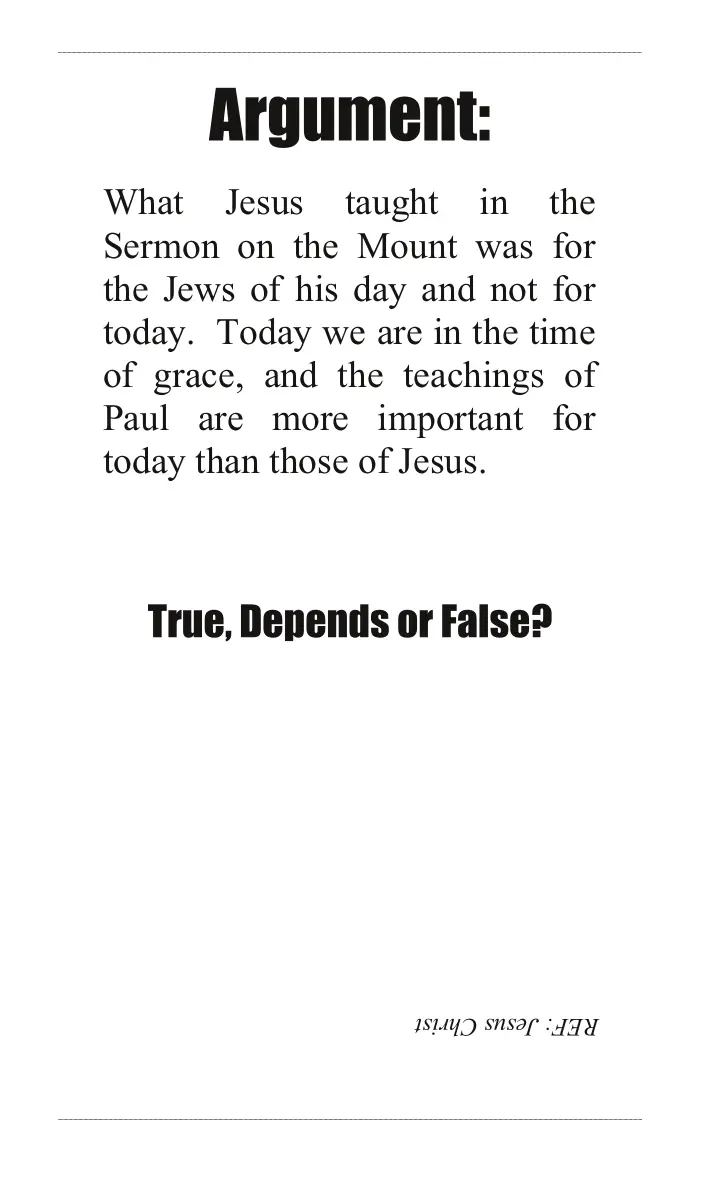 Argument:
What Jesus taught in the
Sermon on the Mount was for
the Jews of his day and not for
today. Today we are in the time
of grace, and the teachings of
Paul are more important for
today than those of Jesus.
True, Depends or False?
REF: Jesus Christ